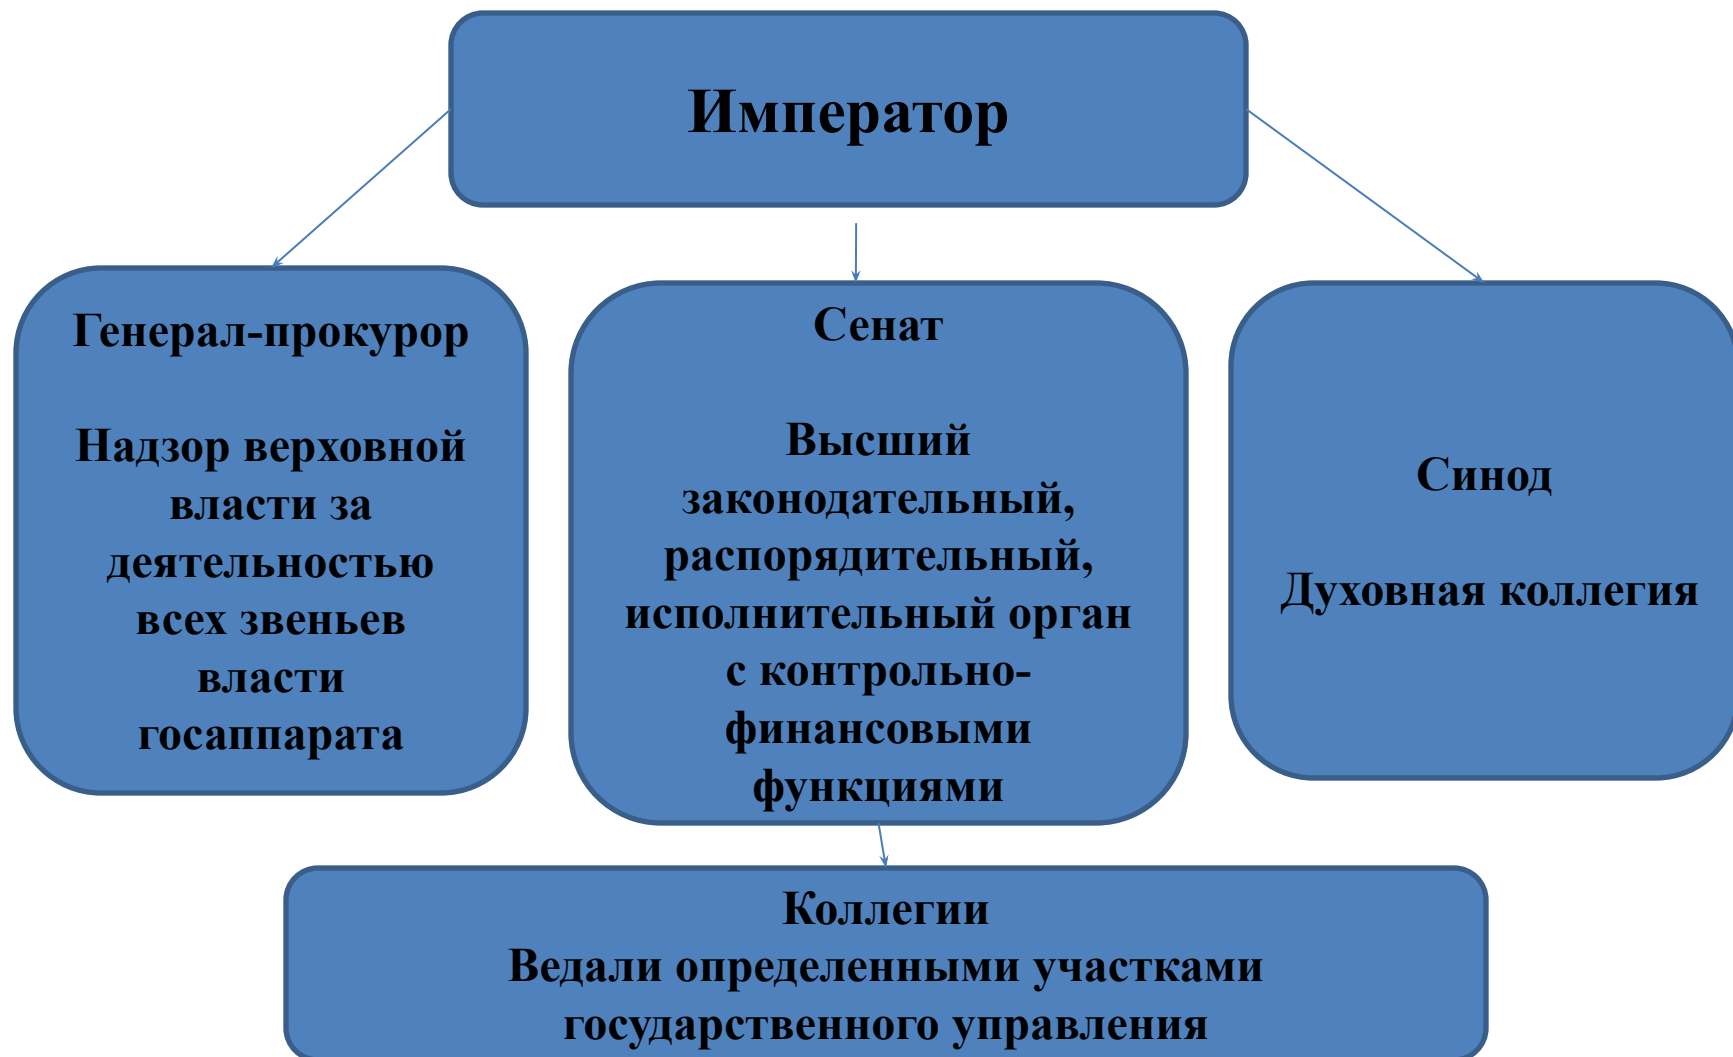 Император
Генерал-прокурор
Надзор верховной
власти за
деятельностью
всех звеньев
власти
госаппарата
Сенат
Высший
законодательный,
распорядительный,
исполнительный орган
с контрольно-
финансовыми
функциями
Синод
Духовная коллегия
Коллегии
Ведали определенными участками
государственного управления